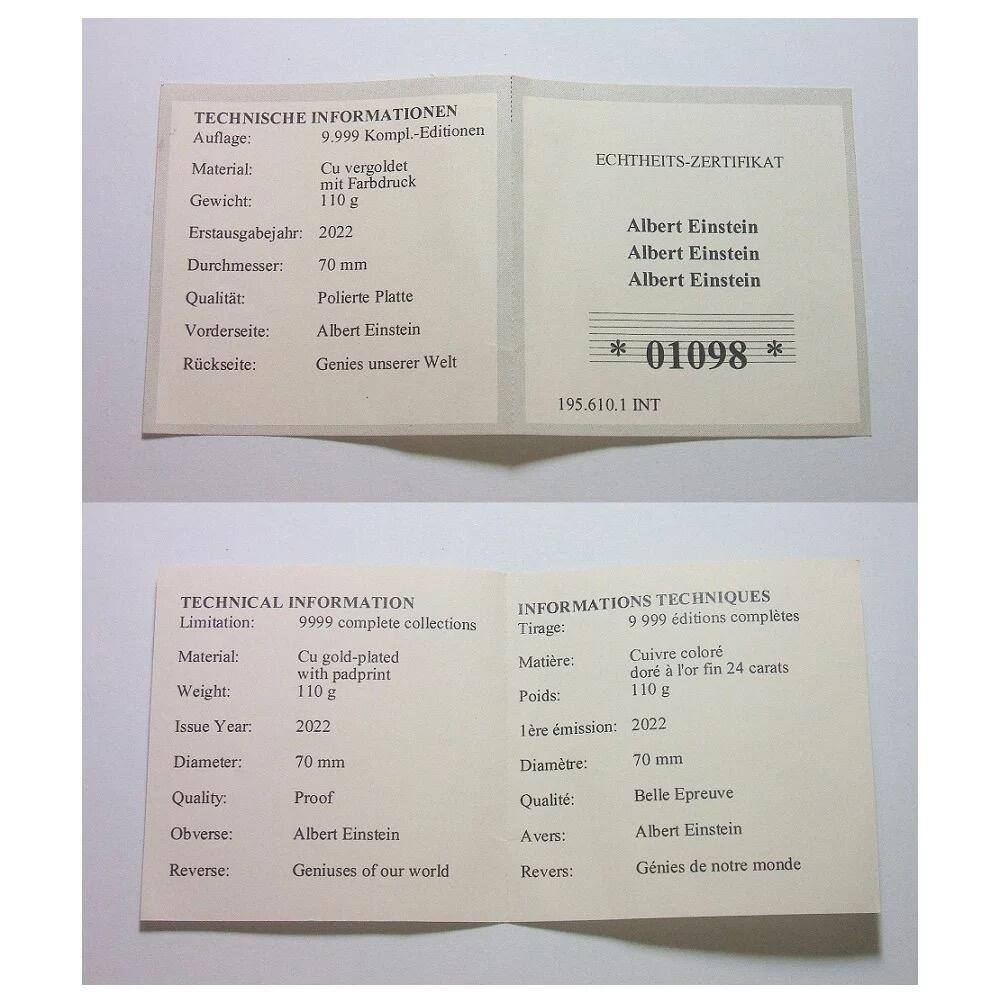 TECHNISCHE INFORMATIONEN
Auflage: 9.999 Kompl.-Editionen
Material: Cu vergoldet
mit Farbdruck
Gewicht: 110 g
Erstausgabejahr: 2022
Durchmesser: 70 mm
Qualität: Polierte Platte
Vorderseite: Albert Einstein
Rückseite: Genies unserer Welt
ECHTHEITS-ZERTIFIKAT
Albert Einstein
Albert Einstein
Albert Einstein
* 01098 *
195.610.1 INT
TECHNICAL INFORMATION
Limitation: 9999 complete collections
Material: Cu gold-plated
with padprint
Weight: 110 g
Issue Year: 2022
Diameter: 70 mm
Quality: Proof
Obverse: Albert Einstein
Reverse: Geniuses of our world
INFORMATIONS TECHNIQUES
Tirage: 9 999 éditions complètes
Matière: Cuivre coloré
doré à l'or fin 24 carats
Poids: 110 g
1ère émission: 2022
Diamètre: 70 mm
Qualité: Belle Epreuve
Avers: Albert Einstein
Revers: Génies de notre monde